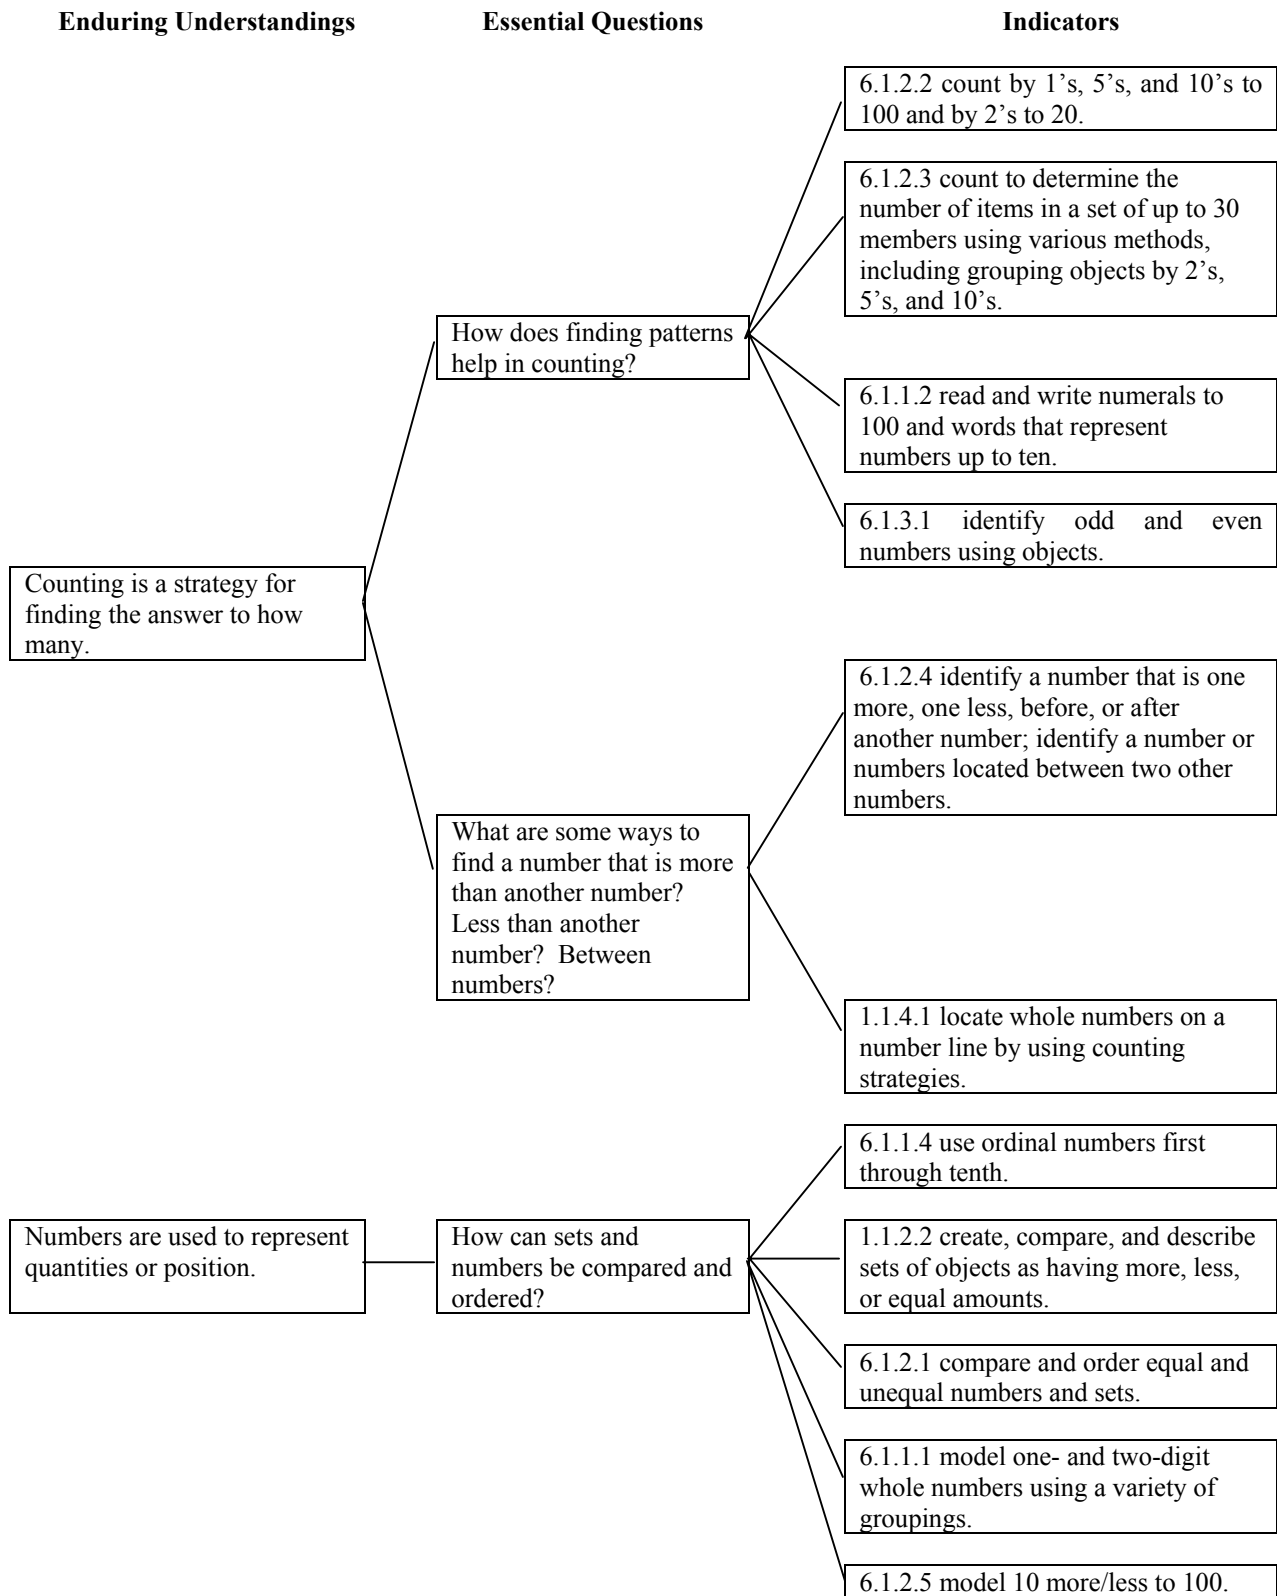 Enduring Understandings Essential Questions Indicators
6.1.2.2 count by 1’s, 5’s, and 10’s to
100 and by 2’s to 20.
6.1.2.3 count to determine the
number of items in a set of up to 30
members using various methods,
including grouping objects by 2’s,
5’s, and 10’s.
How does finding patterns
help in counting?
6.1.1.2 read and write numerals to
100 and words that represent
numbers up to ten.
6.1.3.1 identify odd and even
numbers using objects.
Counting is a strategy for
finding the answer to how
many.
6.1.2.4 identify a number that is one
more, one less, before, or after
another number; identify a number or
numbers located between two other
numbers.
What are some ways to
find a number that is more
than another number?
Less than another
number? Between
numbers?
1.1.4.1 locate whole numbers on a
number line by using counting
strategies.
6.1.1.4 use ordinal numbers first
through tenth.
Numbers are used to represent
quantities or position.
How can sets and
numbers be compared and
ordered?
1.1.2.2 create, compare, and describe
sets of objects as having more, less,
or equal amounts.
6.1.2.1 compare and order equal and
unequal numbers and sets.
6.1.1.1 model one- and two-digit
whole numbers using a variety of
groupings.
6.1.2.5 model 10 more/less to 100.